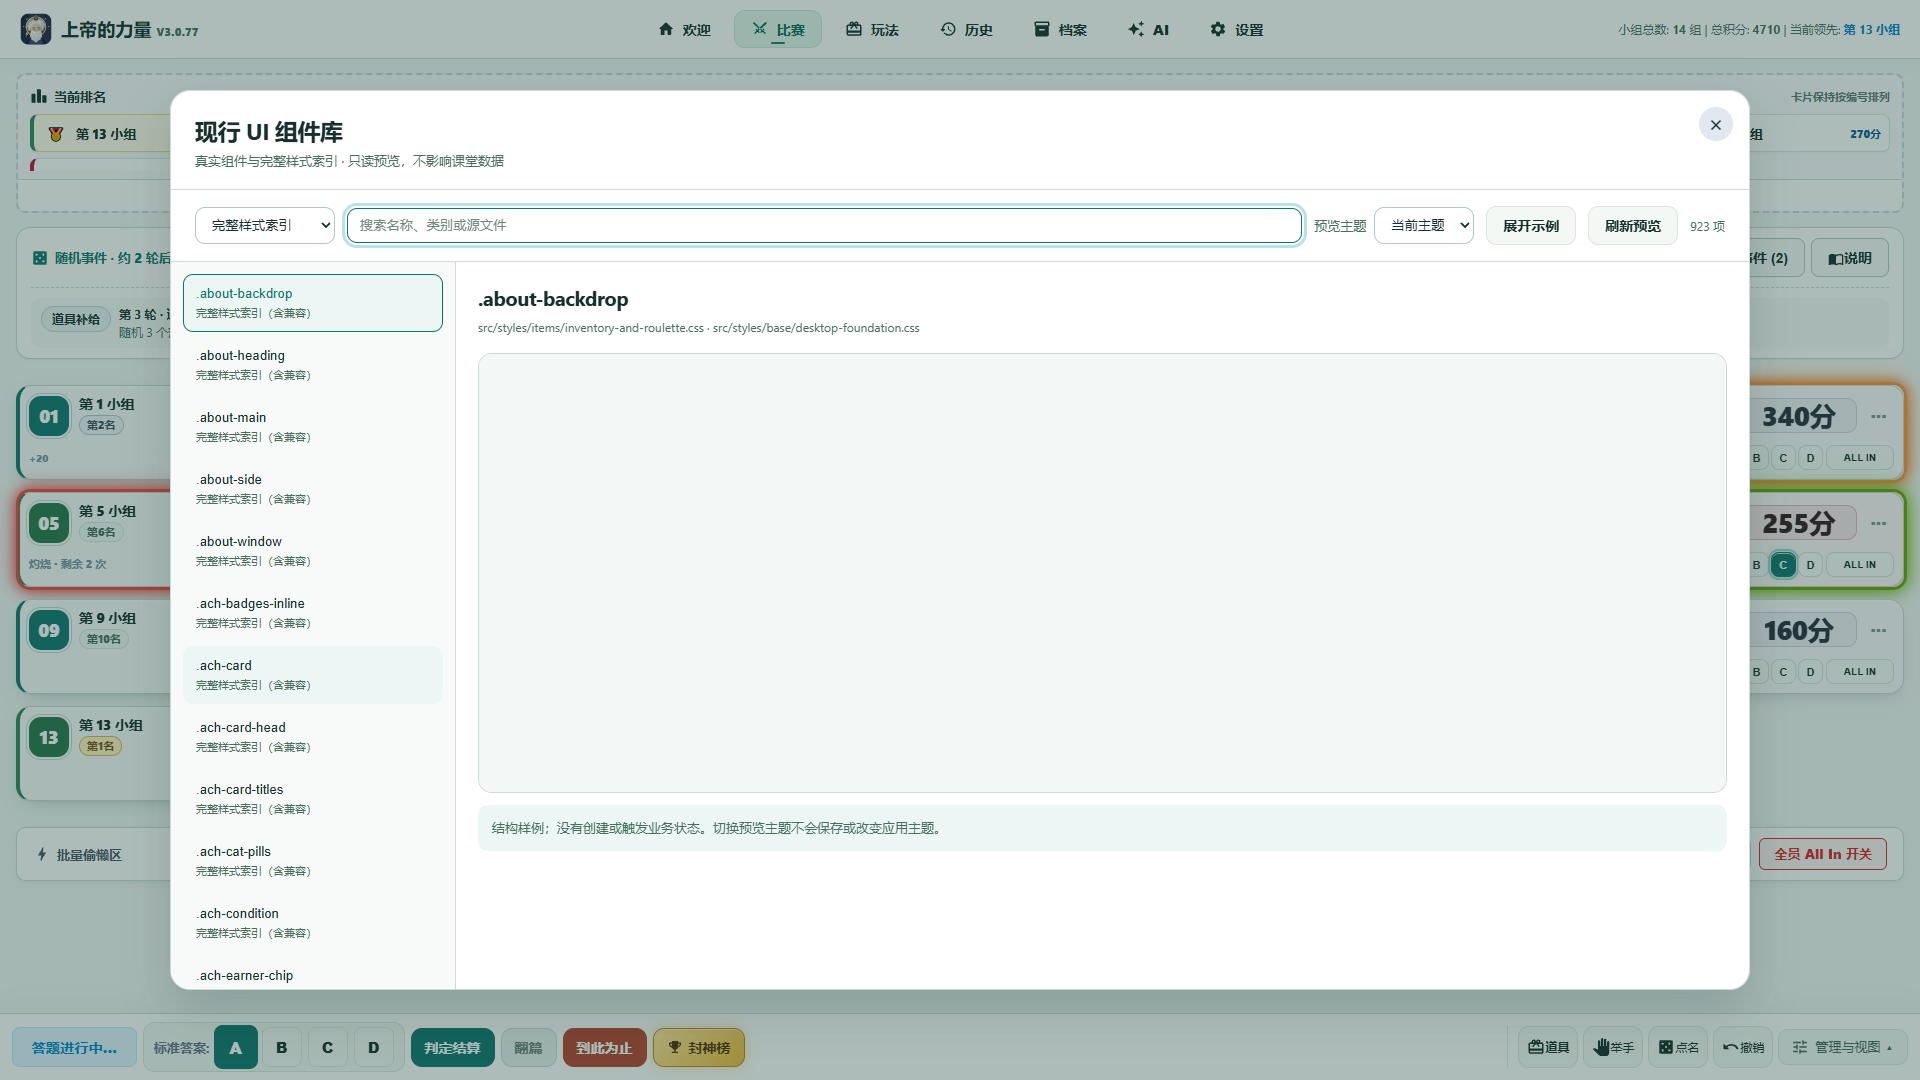 上帝的力量 V3.0.77
欢迎
比赛
玩法
历史
档案
AI
设置
小组总数: 14 组 | 总积分: 4710 | 当前领先: 第 13 小组
当前排名
卡片保持按编号排列
第 13 小组
组
270分
现行 UI 组件库
真实组件与完整样式索引 · 只读预览，不影响课堂数据
完整样式索引
搜索名称、类别或源文件
预览主题
当前主题
展开示例
刷新预览
923 项
随机事件 · 约 2 轮后
件 (2)
说明
道具补给
第 3 轮 ·
随机 3 个
.about-backdrop
完整样式索引（含兼容）
.about-heading
完整样式索引（含兼容）
.about-main
完整样式索引（含兼容）
.about-side
完整样式索引（含兼容）
.about-window
完整样式索引（含兼容）
.ach-badges-inline
完整样式索引（含兼容）
.ach-card
完整样式索引（含兼容）
.ach-card-head
完整样式索引（含兼容）
.ach-card-titles
完整样式索引（含兼容）
.ach-cat-pills
完整样式索引（含兼容）
.ach-condition
完整样式索引（含兼容）
.ach-earner-chip
.about-backdrop
src/styles/items/inventory-and-roulette.css · src/styles/base/desktop-foundation.css
结构样例；没有创建或触发业务状态。切换预览主题不会保存或改变应用主题。
01
第 1 小组
第2名
+20
340分
B C D ALL IN
05
第 5 小组
第6名
灼烧 · 剩余 2 次
255分
B C D ALL IN
09
第 9 小组
第10名
160分
B C D ALL IN
13
第 13 小组
第1名
批量偷懒区
全员 All In 开关
答题进行中...
标准答案:
A
B
C
D
判定结算
翻篇
到此为止
封神榜
道具
举手
点名
撤销
管理与视图